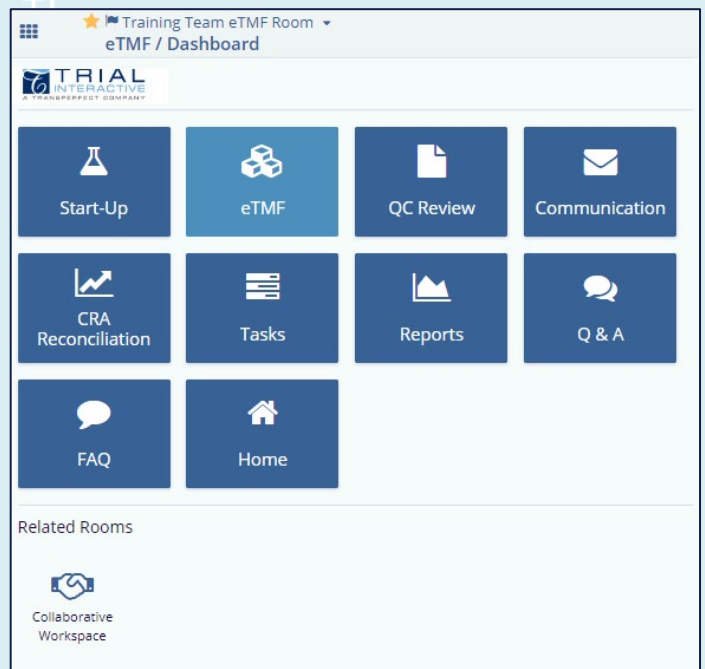 Training Team eTMF Room
eTMF / Dashboard
TRIAL
INTERACTIVE
A TRANSPERFECT COMPANY
Start-Up
eTMF
QC Review
Communication
CRA
Reconciliation
Tasks
Reports
Q & A
FAQ
Home
Related Rooms
Collaborative
Workspace